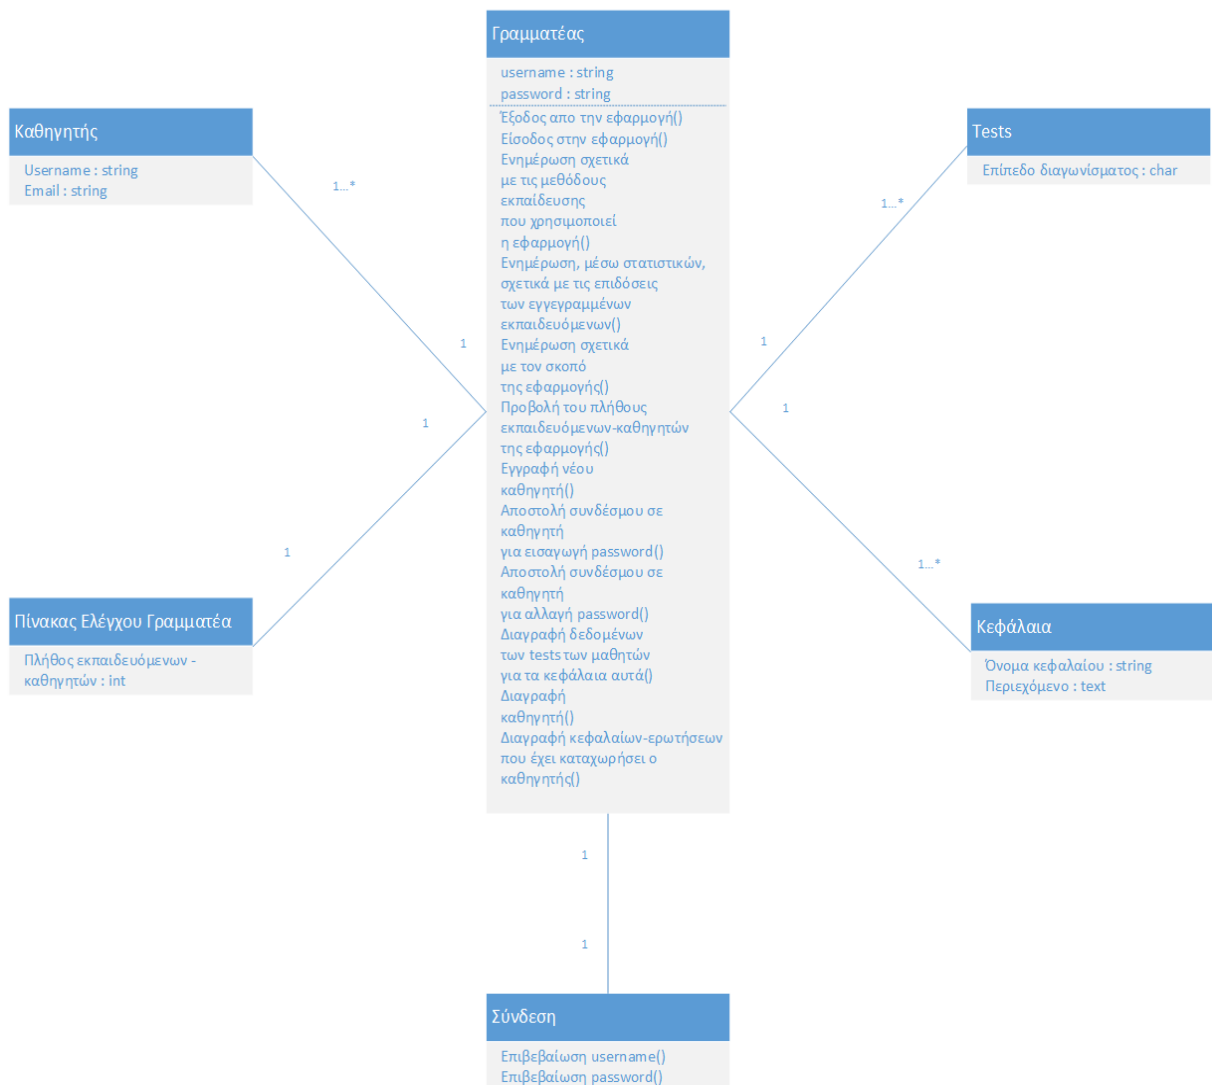 Γραμματέας
username : string
password : string
Έξοδος απο την εφαρμογή()
Είσοδος στην εφαρμογή()
Ενημέρωση σχετικά
με τις μεθόδους
εκπαίδευσης
που χρησιμοποιεί
η εφαρμογή()
Ενημέρωση, μέσω στατιστικών,
σχετικά με τις επιδόσεις
των εγγεγραμμένων
εκπαιδευόμενων()
Ενημέρωση σχετικά
με τον σκοπό
της εφαρμογής()
Προβολή του πλήθους
εκπαιδευόμενων-καθηγητών
της εφαρμογής()
Εγγραφή νέου
καθηγητή()
Αποστολή συνδέσμου σε
καθηγητή
για εισαγωγή password()
Αποστολή συνδέσμου σε
καθηγητή
για αλλαγή password()
Διαγραφή δεδομένων
των tests των μαθητών
για τα κεφάλαια αυτά()
Διαγραφή
καθηγητή()
Διαγραφή κεφαλαίων-ερωτήσεων
που έχει καταχωρήσει ο
καθηγητής()
Καθηγητής
Username : string
Email : string
1...*
1
Tests
Επίπεδο διαγωνίσματος : char
1...*
1
1
1
Πίνακας Ελέγχου Γραμματέα
Πλήθος εκπαιδευόμενων -
καθηγητών : int
1
1...*
Κεφάλαια
Όνομα κεφαλαίου : string
Περιεχόμενο : text
1
1
Σύνδεση
Επιβεβαίωση username()
Επιβεβαίωση password()